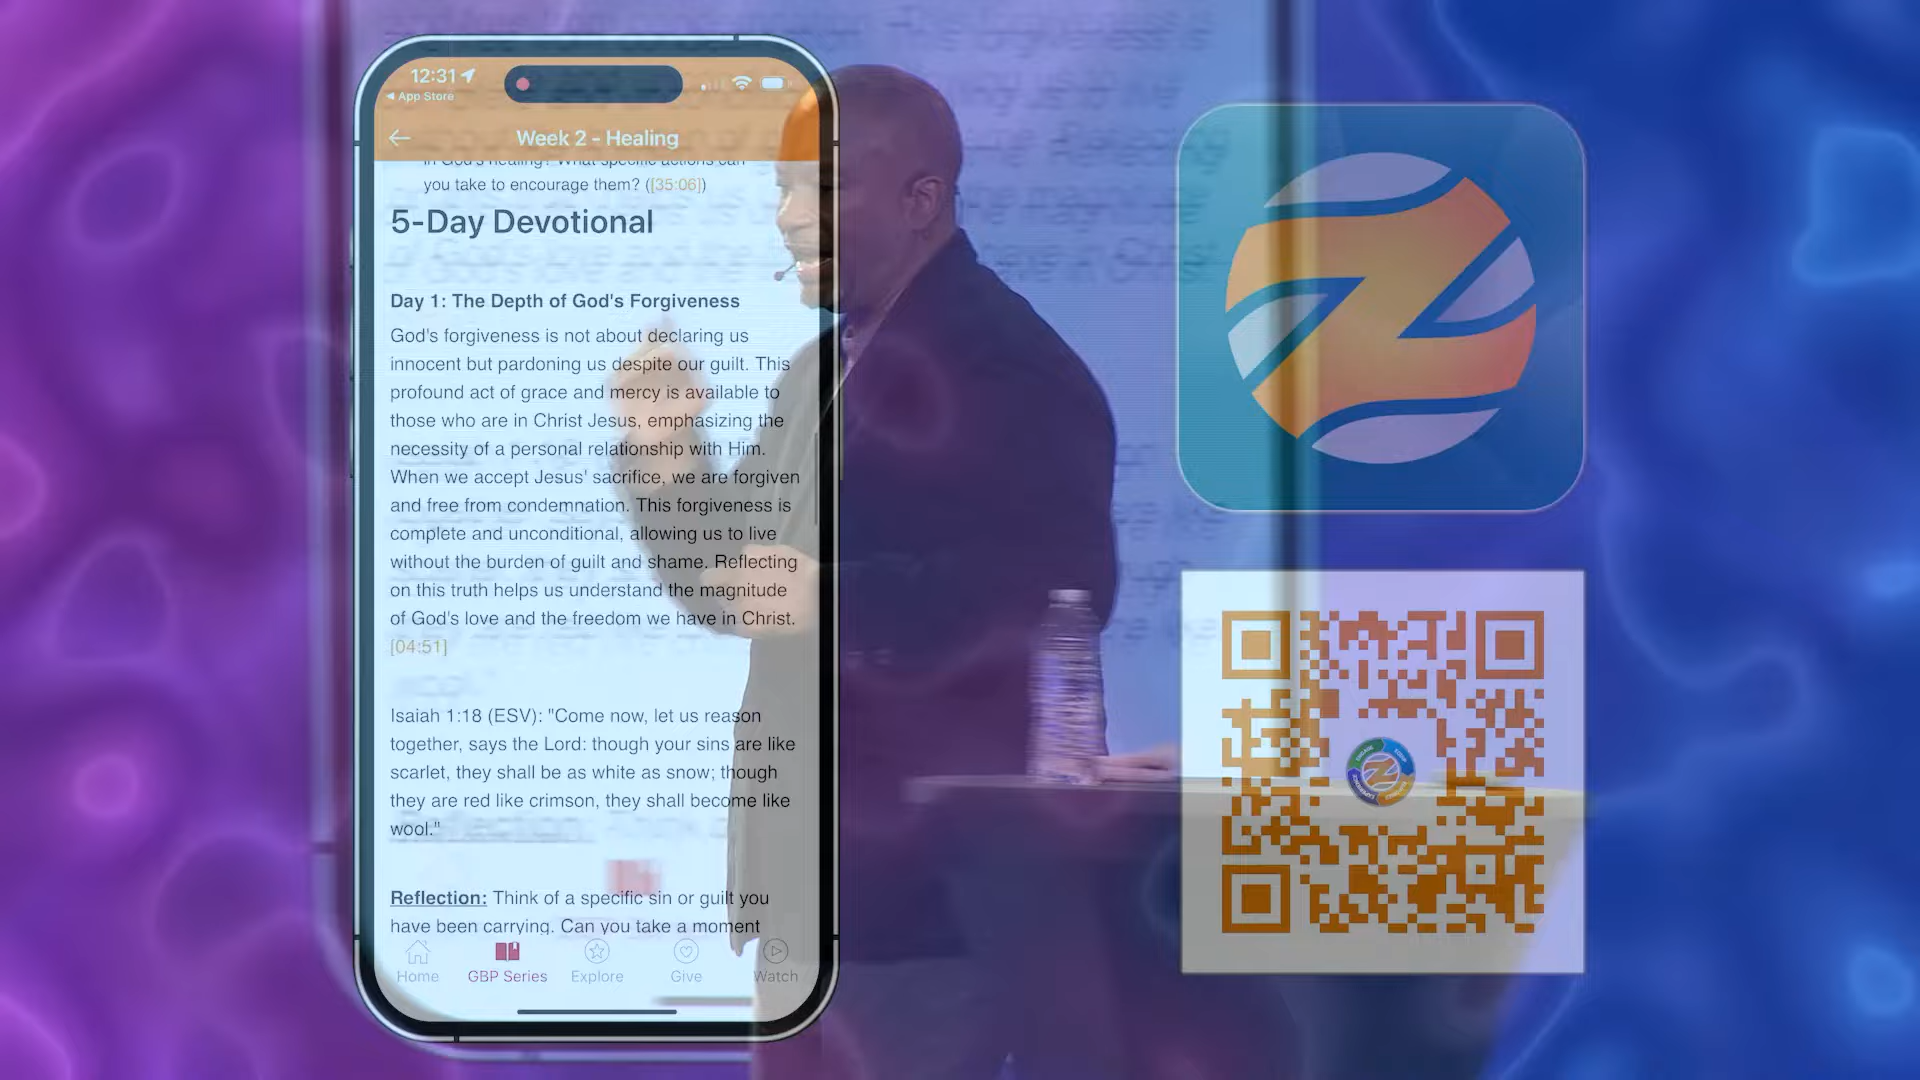 12:31
App Store
Week 2 - Healing
in God's healing? What specific actions can
you take to encourage them? ([35:06])
5-Day Devotional
Day 1: The Depth of God's Forgiveness
God's forgiveness is not about declaring us
innocent but pardoning us despite our guilt. This
profound act of grace and mercy is available to
those who are in Christ Jesus, emphasizing the
necessity of a personal relationship with Him.
When we accept Jesus' sacrifice, we are forgiven
and free from condemnation. This forgiveness is
complete and unconditional, allowing us to live
without the burden of guilt and shame. Reflecting
on this truth helps us understand the magnitude
of God's love and the freedom we have in Christ.
[04:51]
Isaiah 1:18 (ESV): "Come now, let us reason
together, says the Lord: though your sins are like
scarlet, they shall be as white as snow; though
they are red like crimson, they shall become like
wool."
Reflection: Think of a specific sin or guilt you
have been carrying. Can you take a moment
Home
GBP Series
Explore
Give
Watch
Z